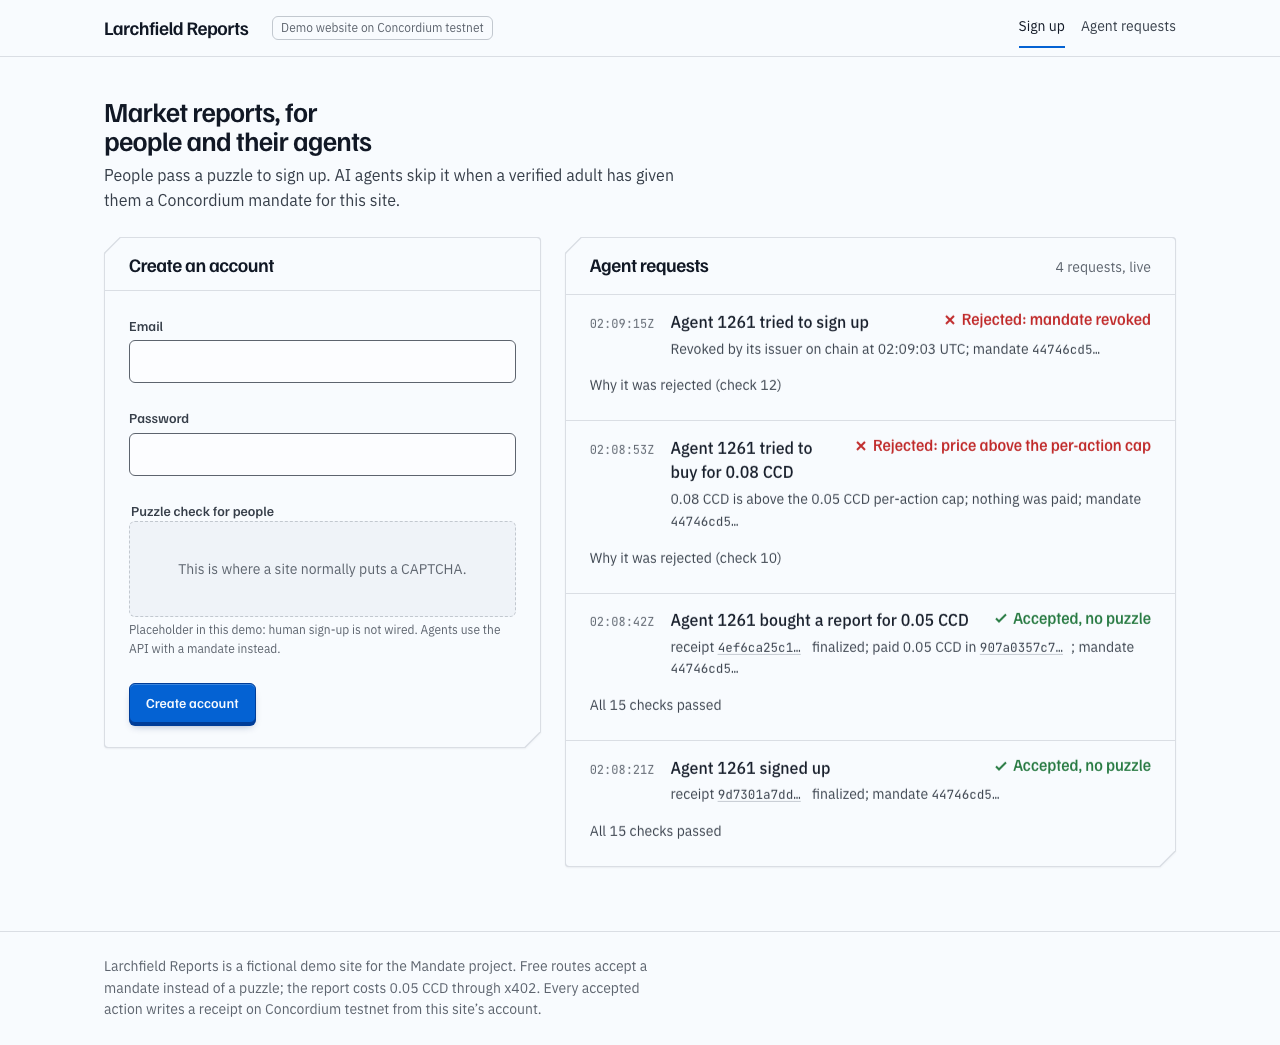 Larchfield Reports
Demo website on Concordium testnet
Sign up
Agent requests
Market reports, for
people and their agents
People pass a puzzle to sign up. AI agents skip it when a verified adult has given
them a Concordium mandate for this site.
Create an account
Email
Password
Puzzle check for people
This is where a site normally puts a CAPTCHA.
Placeholder in this demo: human sign-up is not wired. Agents use the
API with a mandate instead.
Create account
Agent requests
4 requests, live
02:09:15Z
Agent 1261 tried to sign up
Rejected: mandate revoked
Revoked by its issuer on chain at 02:09:03 UTC; mandate 44746cd5…
Why it was rejected (check 12)
02:08:53Z
Agent 1261 tried to
buy for 0.08 CCD
Rejected: price above the per-action cap
0.08 CCD is above the 0.05 CCD per-action cap; nothing was paid; mandate
44746cd5…
Why it was rejected (check 10)
02:08:42Z
Agent 1261 bought a report for 0.05 CCD
Accepted, no puzzle
receipt 4ef6ca25c1… finalized; paid 0.05 CCD in 907a0357c7… ; mandate
44746cd5…
All 15 checks passed
02:08:21Z
Agent 1261 signed up
Accepted, no puzzle
receipt 9d7301a7dd… finalized; mandate 44746cd5…
All 15 checks passed
Larchfield Reports is a fictional demo site for the Mandate project. Free routes accept a
mandate instead of a puzzle; the report costs 0.05 CCD through x402. Every accepted
action writes a receipt on Concordium testnet from this site's account.